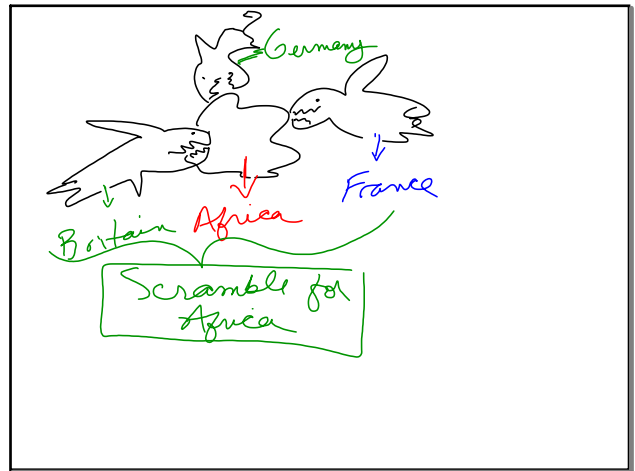 Germany
France
Africa
Britain
Scramble for
Africa